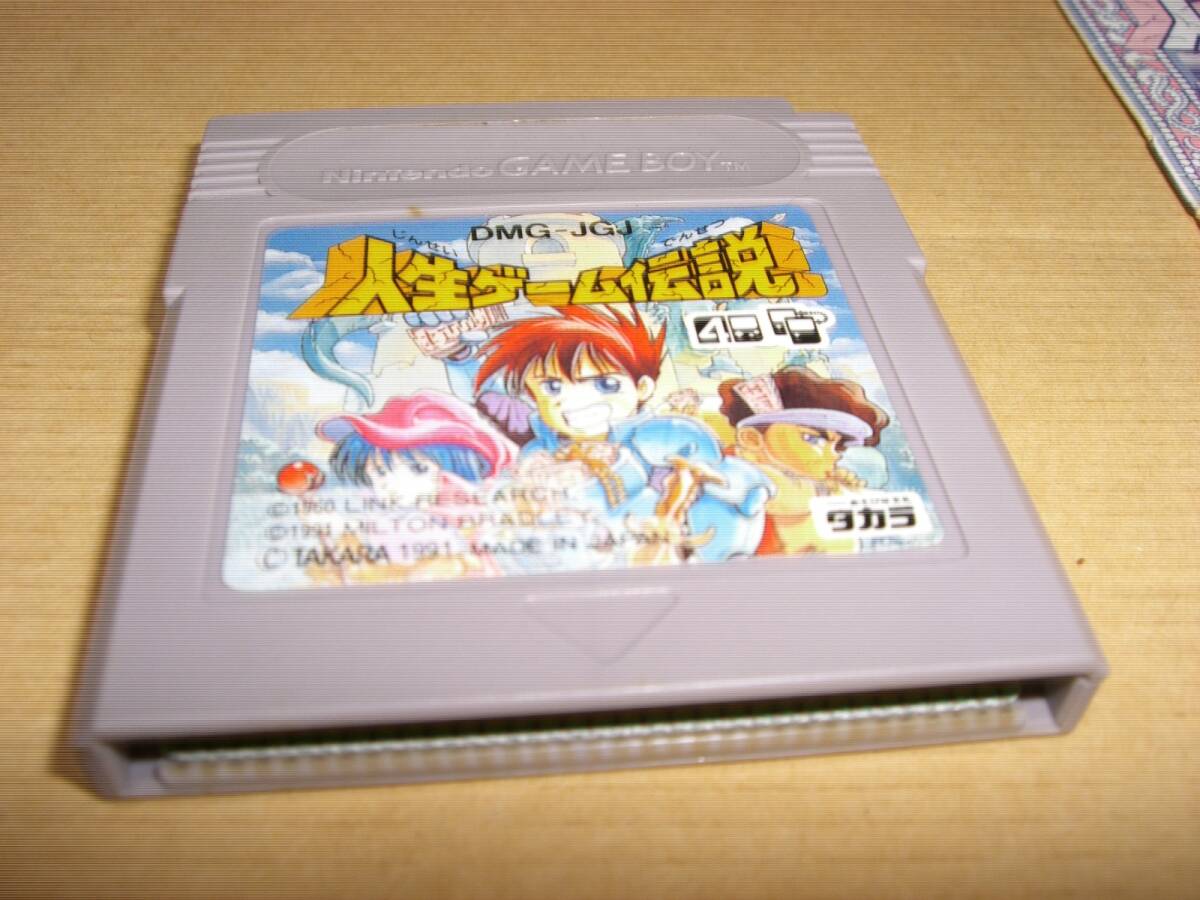 Nintendo GAME BOY™
DMG-JGJ
じんせい でんせつ
人生ゲーム伝説
4
©1960 LINK RESEARCH.
©1991 MILTON BRADLEY.
©TAKARA 1991 MADE IN JAPAN
タカラ